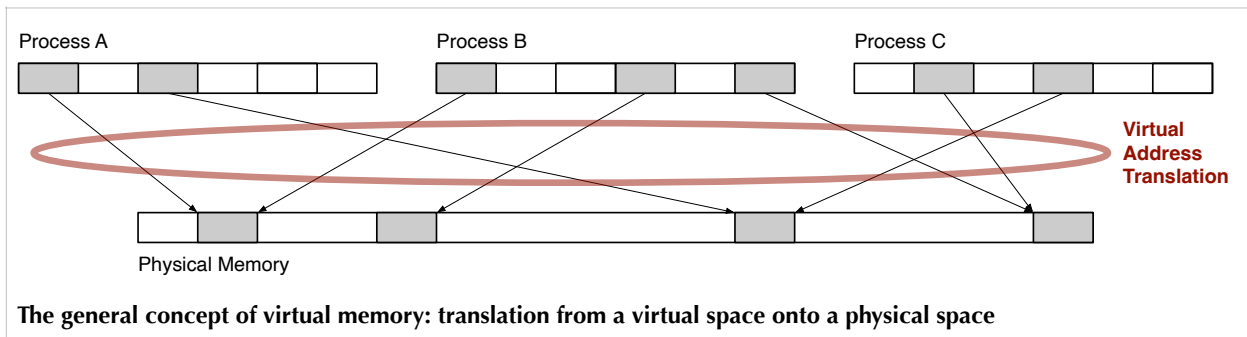 Process A
Process B
Process C
Virtual
Address
Translation
Physical Memory
The general concept of virtual memory: translation from a virtual space onto a physical space